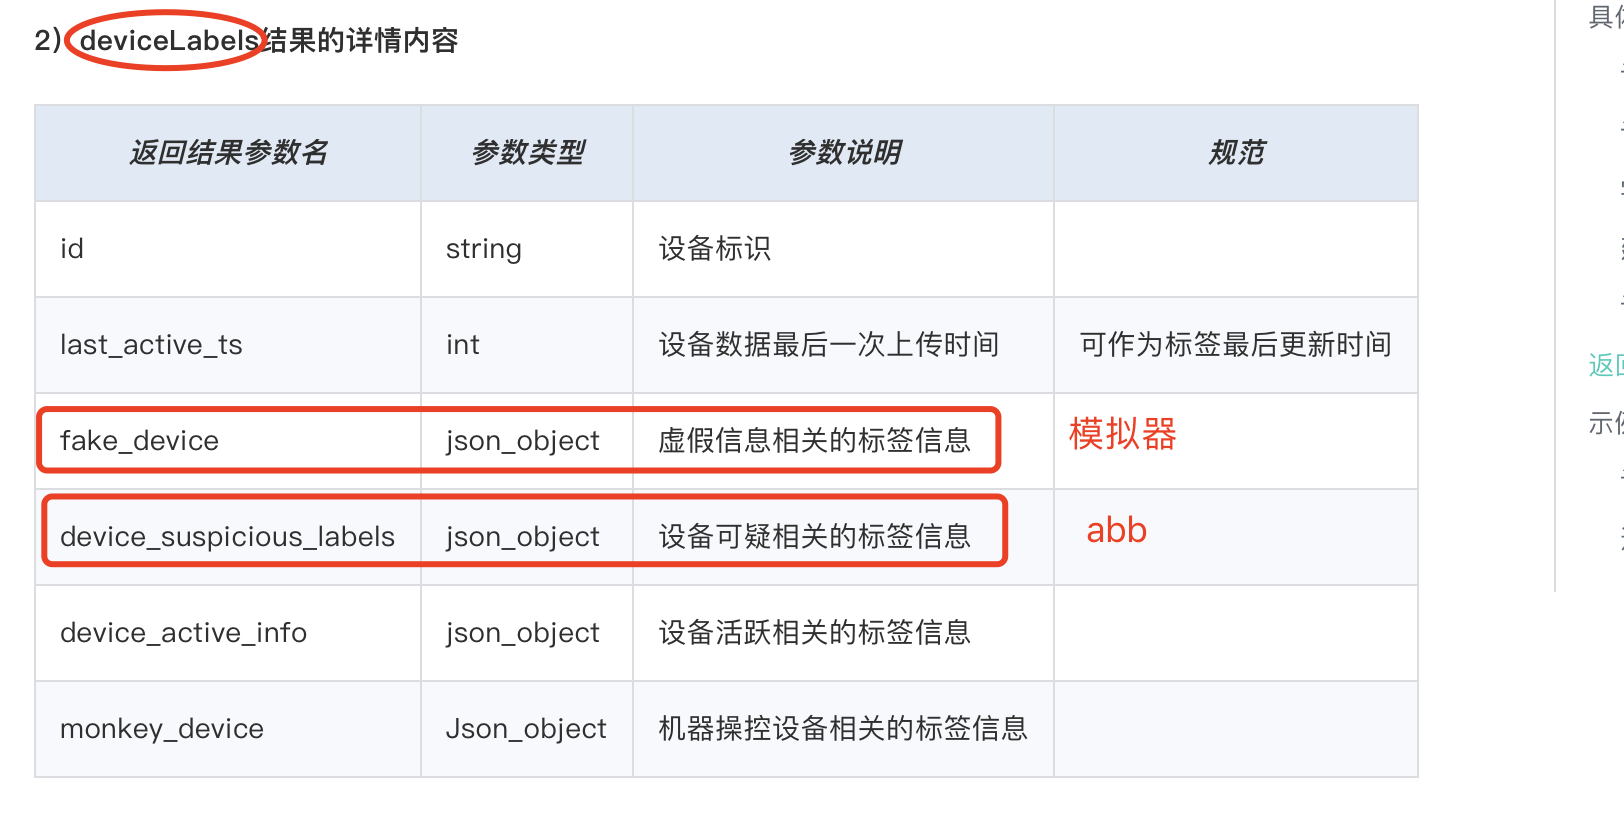 2) deviceLabels结果的详情内容
返回结果参数名 参数类型 参数说明 规范
id string 设备标识
last_active_ts int 设备数据最后一次上传时间 可作为标签最后更新时间
fake_device json_object 虚假信息相关的标签信息 模拟器
device_suspicious_labels json_object 设备可疑相关的标签信息 abb
device_active_info json_object 设备活跃相关的标签信息
monkey_device Json_object 机器操控设备相关的标签信息
具
返
示